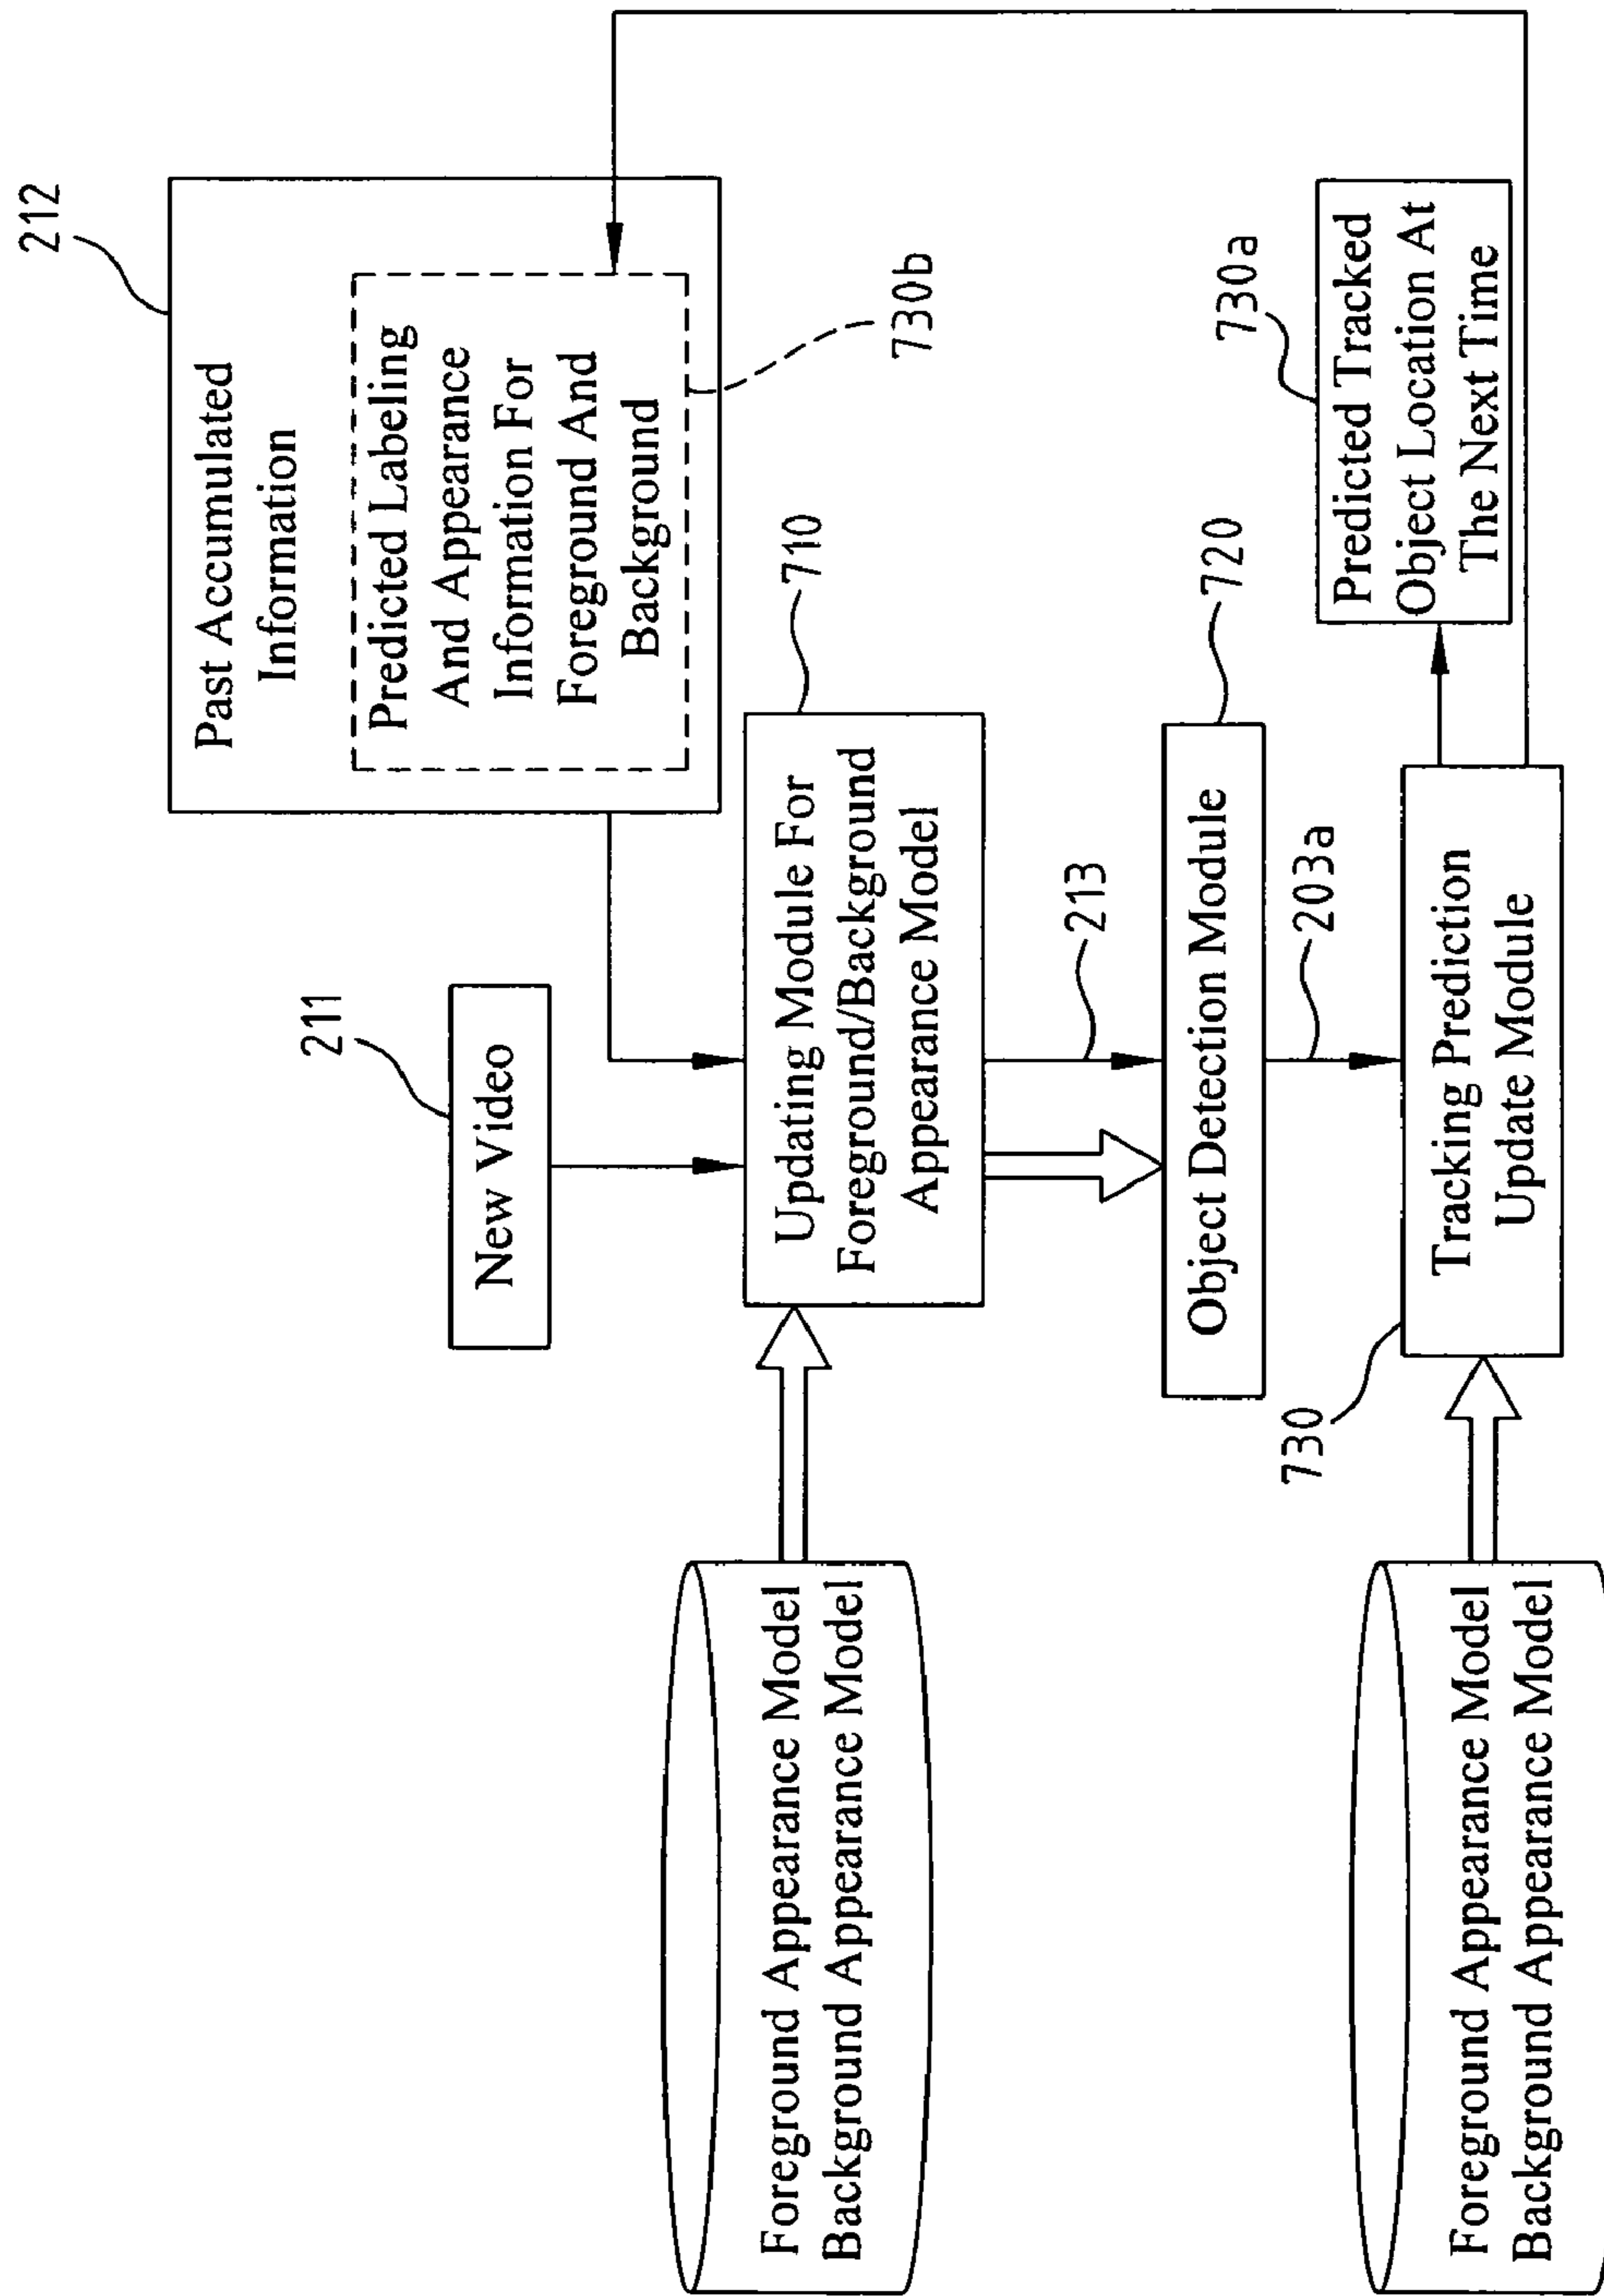 212
Past Accumulated
Information
Predicted Labeling
And Appearance
Information For
Foreground And
Background
730b
211
New Video
710
Updating Module For
Foreground/Background
Appearance Model
Foreground Appearance Model
Background Appearance Model
213
720
Object Detection Module
203a
730
Tracking Prediction
Update Module
730a
Predicted Tracked
Object Location At
The Next Time
Foreground Appearance Model
Background Appearance Model